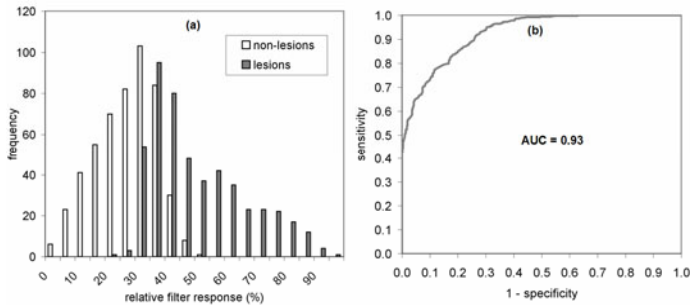 (a)
120
100
80
60
40
20
0
frequency
non-lesions
lesions
0 10 20 30 40 50 60 70 80 90
relative filter response (%)
(b)
1.0
0.9
0.8
0.7
0.6
0.5
0.4
0.3
0.2
0.1
0.0
sensitivity
AUC = 0.93
0.0 0.1 0.2 0.3 0.4 0.5 0.6 0.7 0.8 0.9 1.0
1 - specificity